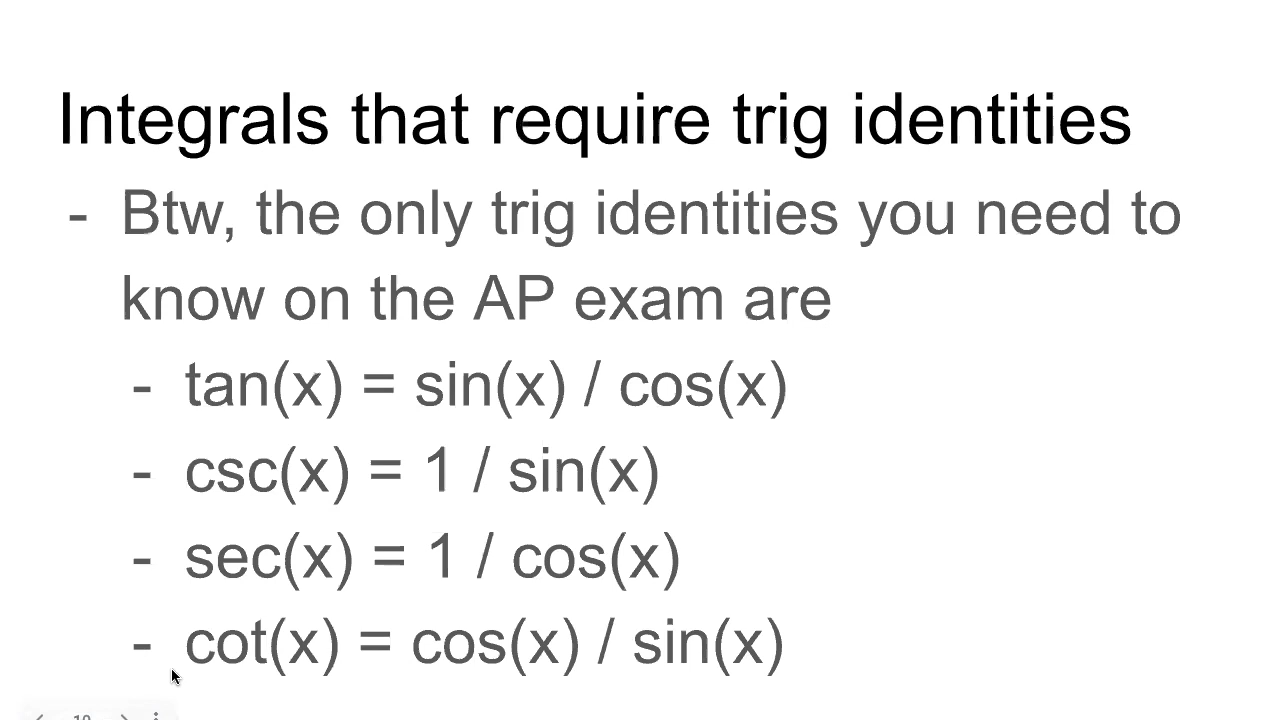 Integrals that require trig identities
- Btw, the only trig identities you need to
know on the AP exam are
- tan(x) = sin(x) / cos(x)
- csc(x) = 1 / sin(x)
- sec(x) = 1 / cos(x)
- cot(x) = cos(x) / sin(x)